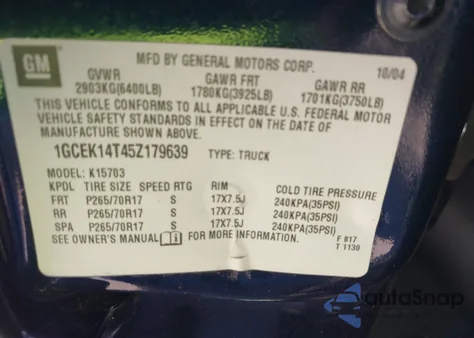 GM
MFD BY GENERAL MOTORS CORP. 10/04
GVWR GAWR FRT GAWR RR
2903KG(6400LB) 1780KG(3925LB) 1701KG(3750LB)
THIS VEHICLE CONFORMS TO ALL APPLICABLE U.S. FEDERAL MOTOR
VEHICLE SAFETY STANDARDS IN EFFECT ON THE DATE OF
MANUFACTURE SHOWN ABOVE.
1GCEK14T45Z179639 TYPE: TRUCK
MODEL: K15703
KPDL TIRE SIZE SPEED RTG RIM COLD TIRE PRESSURE
FRT P265/70R17 S 17X7.5J 240KPA(35PSI)
RR P265/70R17 S 17X7.5J 240KPA(35PSI)
SPA P265/70R17 S 17X7.5J 240KPA(35PSI)
SEE OWNER'S MANUAL FOR MORE INFORMATION. F 817
T 1130
autoSnap